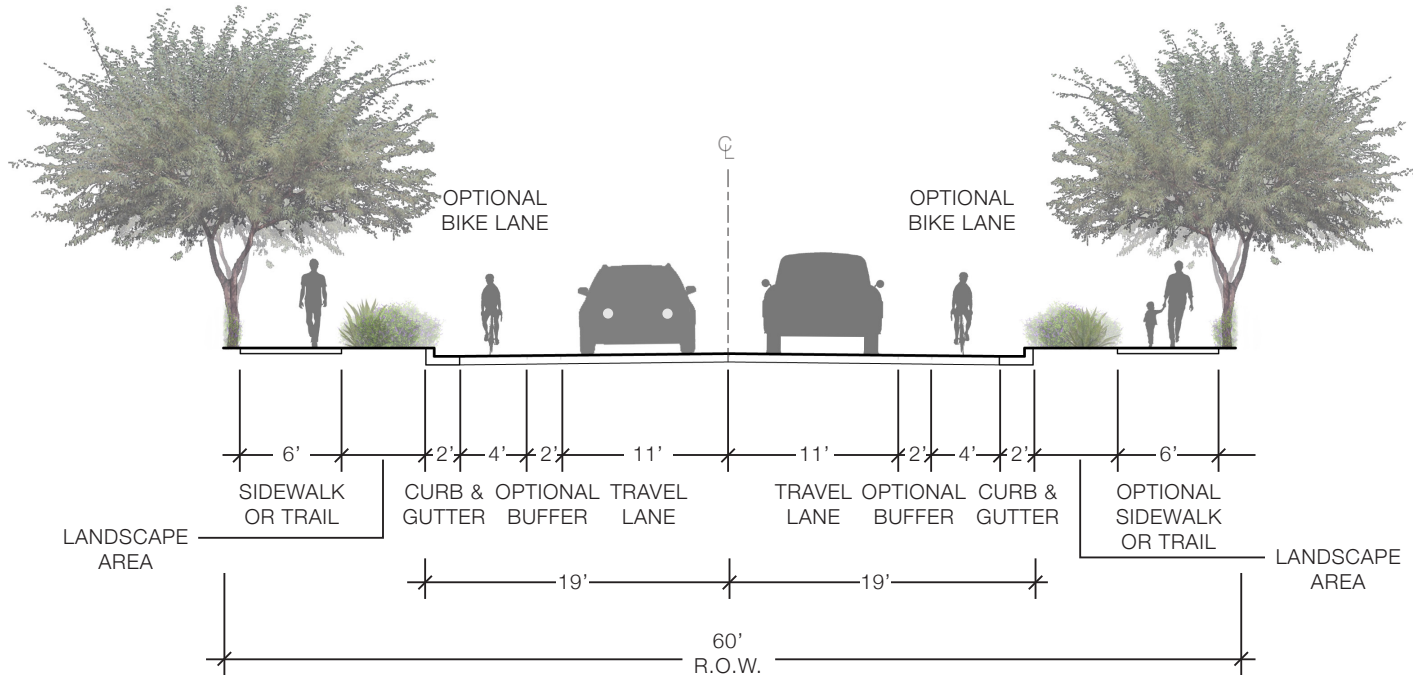 ℄
OPTIONAL
BIKE LANE
OPTIONAL
BIKE LANE
6’ 2’ 4’ 2’ 11’ 11’ 2’ 4’ 2’ 6’
SIDEWALK
OR TRAIL
CURB &
GUTTER
OPTIONAL
BUFFER
TRAVEL
LANE
TRAVEL
LANE
OPTIONAL
BUFFER
CURB &
GUTTER
OPTIONAL
SIDEWALK
OR TRAIL
LANDSCAPE
AREA
LANDSCAPE
AREA
19’ 19’
60’
R.O.W.